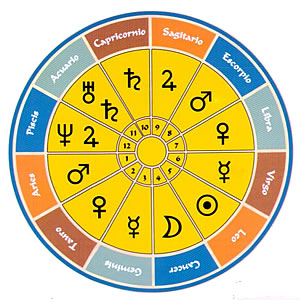 Capricornio
Sagitario
Escorpio
Libra
Virgo
Leo
Cancer
Geminis
Tauro
Aries
Piscis
Acuario
11 10 9 8
12 7
1 6
2 3 4 5